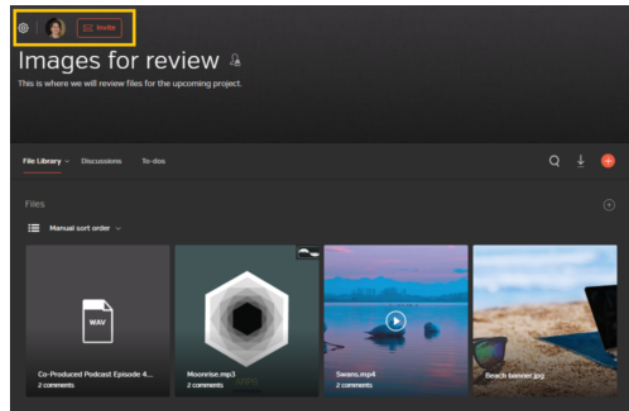 Invite
Images for review
This is where we will review files for the upcoming project.
File Library
Discussions
To-dos
Files
Manual sort order
WAV
Co-Produced Podcast Episode 4...
2 comments
Moonrise.mp3
2 comments
Swans.mp4
2 comments
Beach banner.jpg